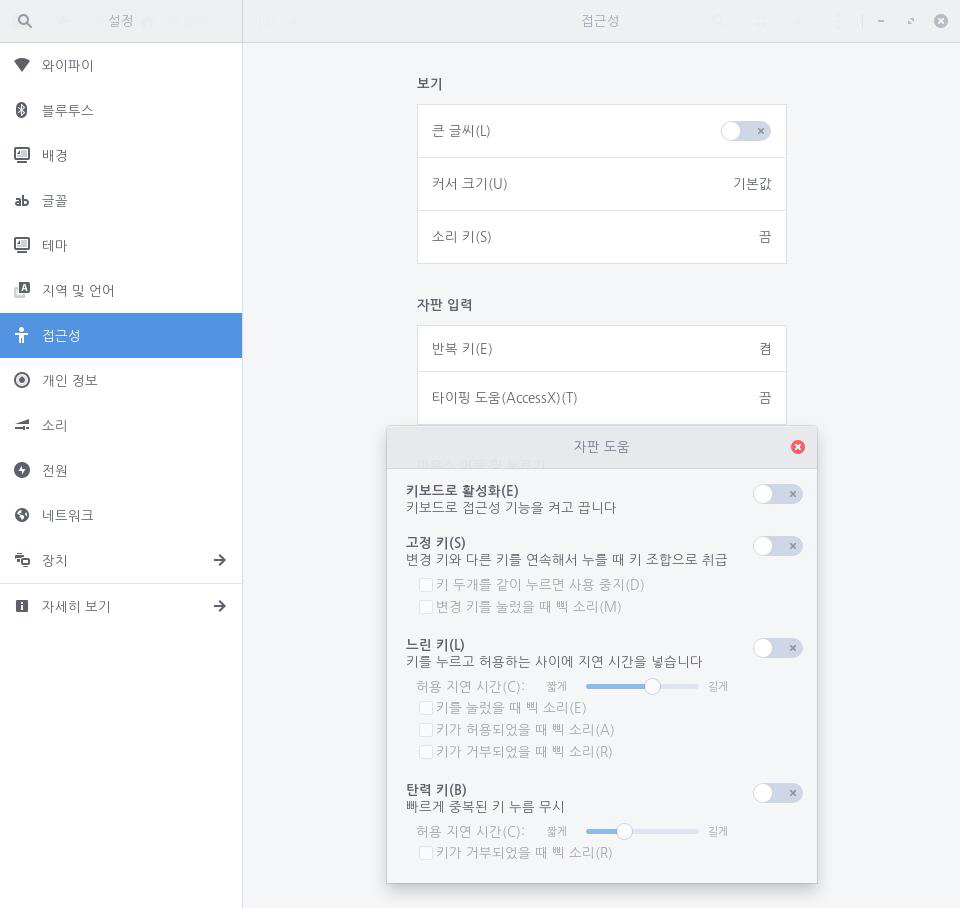 설정
접근성
와이파이
블루투스
배경
ab 글꼴
테마
지역 및 언어
접근성
개인 정보
소리
전원
네트워크
장치
자세히 보기
보기
큰 글씨(L)
커서 크기(U) 기본값
소리 키(S) 끔
자판 입력
반복 키(E) 켬
타이핑 도움(AccessX)(T) 끔
마우스 이동 및 누르기
자판 도움
키보드로 활성화(E)
키보드로 접근성 기능을 켜고 끕니다
고정 키(S)
변경 키와 다른 키를 연속해서 누를 때 키 조합으로 취급
키 두개를 같이 누르면 사용 중지(D)
변경 키를 눌렀을 때 삑 소리(M)
느린 키(L)
키를 누르고 허용하는 사이에 지연 시간을 넣습니다
허용 지연 시간(C): 짧게 길게
키를 눌렀을 때 삑 소리(E)
키가 허용되었을 때 삑 소리(A)
키가 거부되었을 때 삑 소리(R)
탄력 키(B)
빠르게 중복된 키 누름 무시
허용 지연 시간(C): 짧게 길게
키가 거부되었을 때 삑 소리(R)